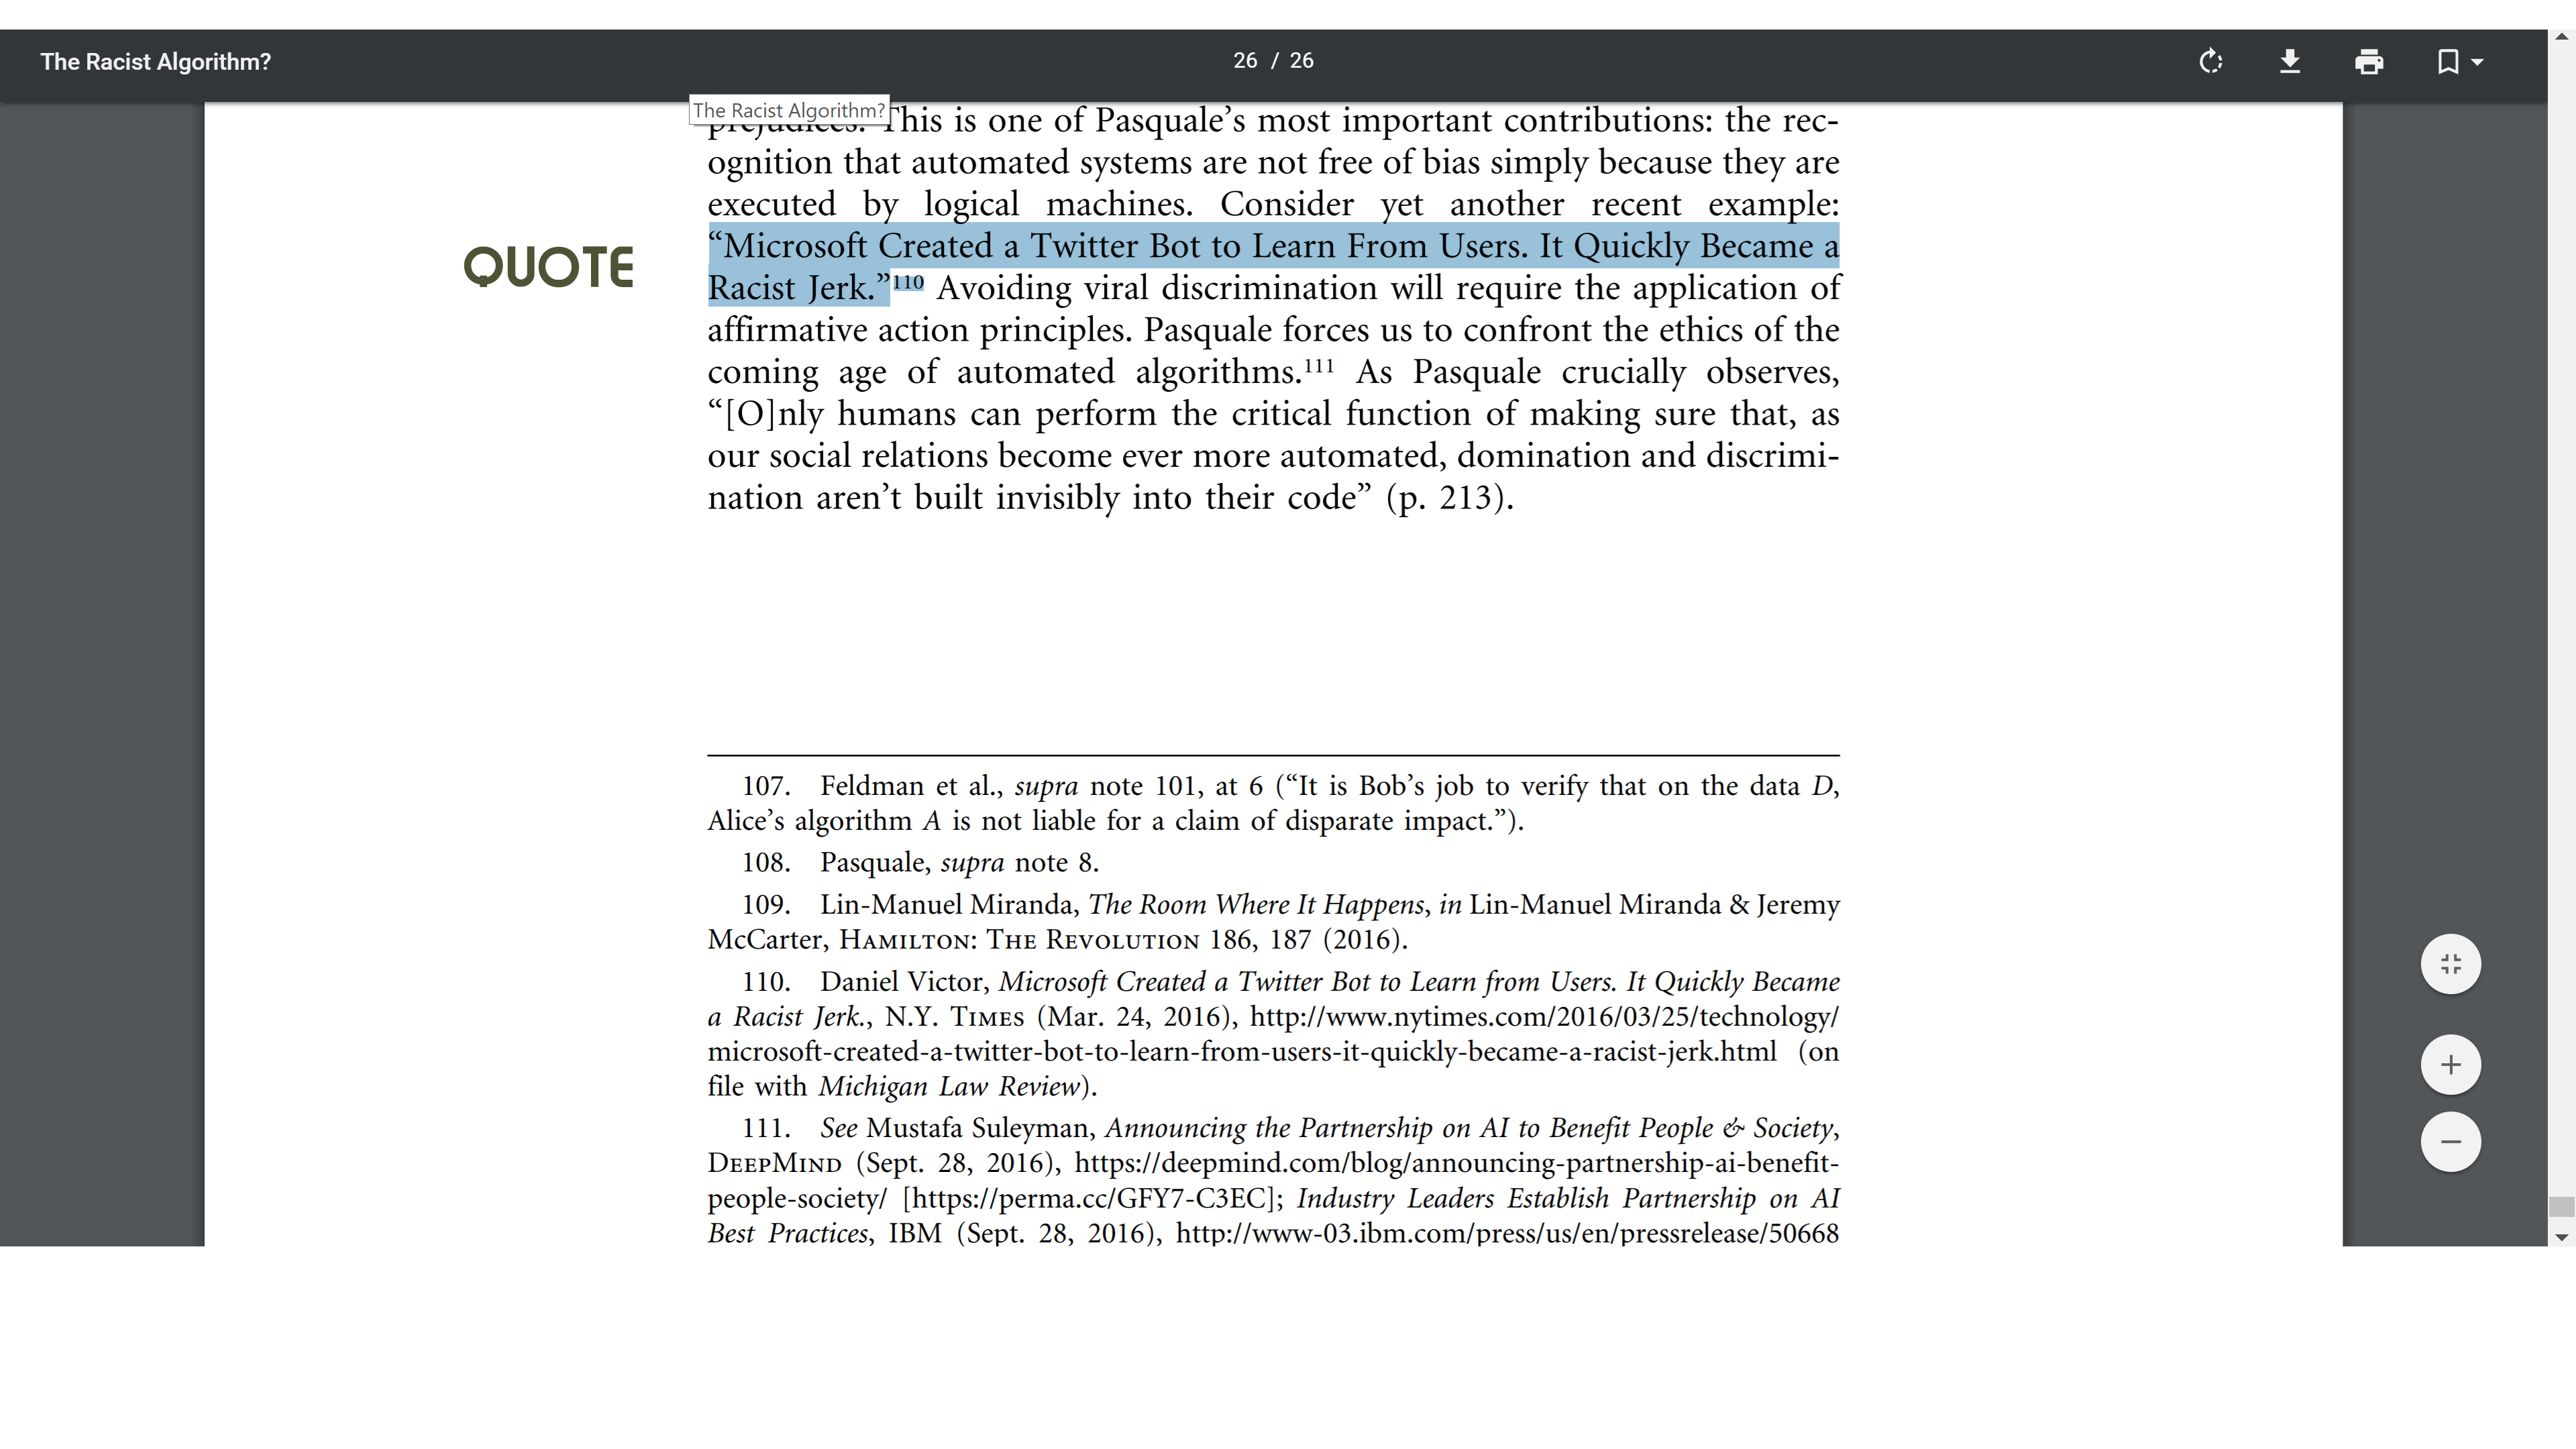 The Racist Algorithm?
26 / 26
The Racist Algorithm?
prejudices. This is one of Pasquale’s most important contributions: the rec-
ognition that automated systems are not free of bias simply because they are
executed by logical machines. Consider yet another recent example:
“Microsoft Created a Twitter Bot to Learn From Users. It Quickly Became a
QUOTE
Racist Jerk.”110 Avoiding viral discrimination will require the application of
affirmative action principles. Pasquale forces us to confront the ethics of the
coming age of automated algorithms.111 As Pasquale crucially observes,
“[O]nly humans can perform the critical function of making sure that, as
our social relations become ever more automated, domination and discrimi-
nation aren’t built invisibly into their code” (p. 213).
107. Feldman et al., supra note 101, at 6 (“It is Bob’s job to verify that on the data D,
Alice’s algorithm A is not liable for a claim of disparate impact.”).
108. Pasquale, supra note 8.
109. Lin-Manuel Miranda, The Room Where It Happens, in Lin-Manuel Miranda & Jeremy
McCarter, Hamilton: The Revolution 186, 187 (2016).
110. Daniel Victor, Microsoft Created a Twitter Bot to Learn from Users. It Quickly Became
a Racist Jerk., N.Y. Times (Mar. 24, 2016), http://www.nytimes.com/2016/03/25/technology/
microsoft-created-a-twitter-bot-to-learn-from-users-it-quickly-became-a-racist-jerk.html (on
file with Michigan Law Review).
111. See Mustafa Suleyman, Announcing the Partnership on AI to Benefit People & Society,
DeepMind (Sept. 28, 2016), https://deepmind.com/blog/announcing-partnership-ai-benefit-
people-society/ [https://perma.cc/GFY7-C3EC]; Industry Leaders Establish Partnership on AI
Best Practices, IBM (Sept. 28, 2016), http://www-03.ibm.com/press/us/en/pressrelease/50668